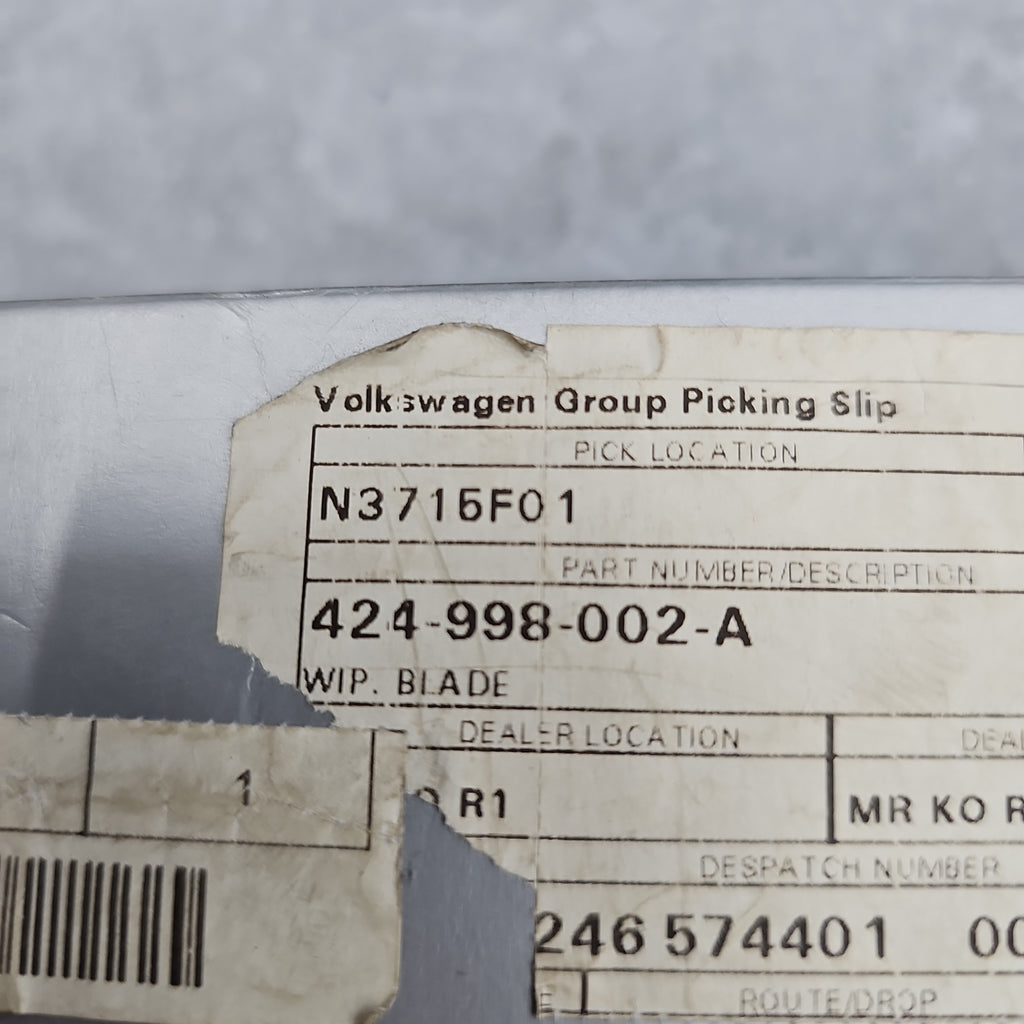 Volkswagen Group Picking Slip
PICK LOCATION
N3715F01
PART NUMBER/DESCRIPTION
424-998-002-A
WIP. BLADE
DEALER LOCATION
1
R1
MR KO R
DESPATCH NUMBER
246 574401 00
ROUTE/DROP